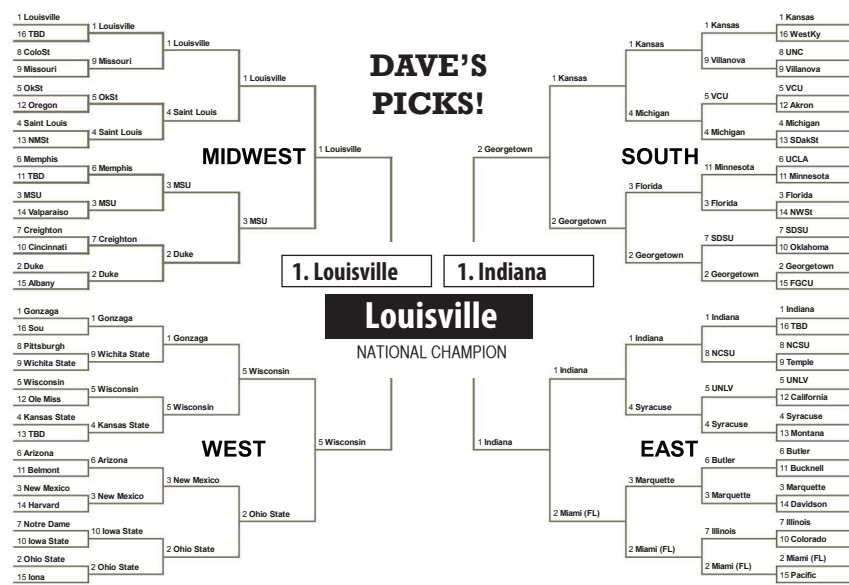 DAVE'S
PICKS!
1 Louisville
16 TBD
8 ColoSt
9 Missouri
5 OkSt
12 Oregon
4 Saint Louis
13 NMSt
6 Memphis
11 TBD
3 MSU
14 Valparaiso
7 Creighton
10 Cincinnati
2 Duke
15 Albany
1 Louisville
9 Missouri
5 OkSt
4 Saint Louis
6 Memphis
3 MSU
7 Creighton
2 Duke
1 Louisville
4 Saint Louis
3 MSU
2 Duke
1 Louisville
3 MSU
1 Louisville
MIDWEST
1 Gonzaga
16 Sou
8 Pittsburgh
9 Wichita State
5 Wisconsin
12 Ole Miss
4 Kansas State
13 TBD
6 Arizona
11 Belmont
3 New Mexico
14 Harvard
7 Notre Dame
10 Iowa State
2 Ohio State
15 Iona
1 Gonzaga
9 Wichita State
5 Wisconsin
4 Kansas State
6 Arizona
3 New Mexico
10 Iowa State
2 Ohio State
1 Gonzaga
5 Wisconsin
3 New Mexico
2 Ohio State
5 Wisconsin
2 Ohio State
5 Wisconsin
WEST
1. Louisville
1. Indiana
Louisville
NATIONAL CHAMPION
1 Kansas
16 WestKy
8 UNC
9 Villanova
5 VCU
12 Akron
4 Michigan
13 SDakSt
6 UCLA
11 Minnesota
3 Florida
14 NWSt
7 SDSU
10 Oklahoma
2 Georgetown
15 FGCU
1 Kansas
9 Villanova
5 VCU
4 Michigan
11 Minnesota
3 Florida
7 SDSU
2 Georgetown
1 Kansas
4 Michigan
3 Florida
2 Georgetown
1 Kansas
2 Georgetown
2 Georgetown
SOUTH
1 Indiana
16 TBD
8 NCSU
9 Temple
5 UNLV
12 California
4 Syracuse
13 Montana
6 Butler
11 Bucknell
3 Marquette
14 Davidson
7 Illinois
10 Colorado
2 Miami (FL)
15 Pacific
1 Indiana
8 NCSU
5 UNLV
4 Syracuse
6 Butler
3 Marquette
7 Illinois
2 Miami (FL)
1 Indiana
4 Syracuse
3 Marquette
2 Miami (FL)
1 Indiana
2 Miami (FL)
1 Indiana
EAST